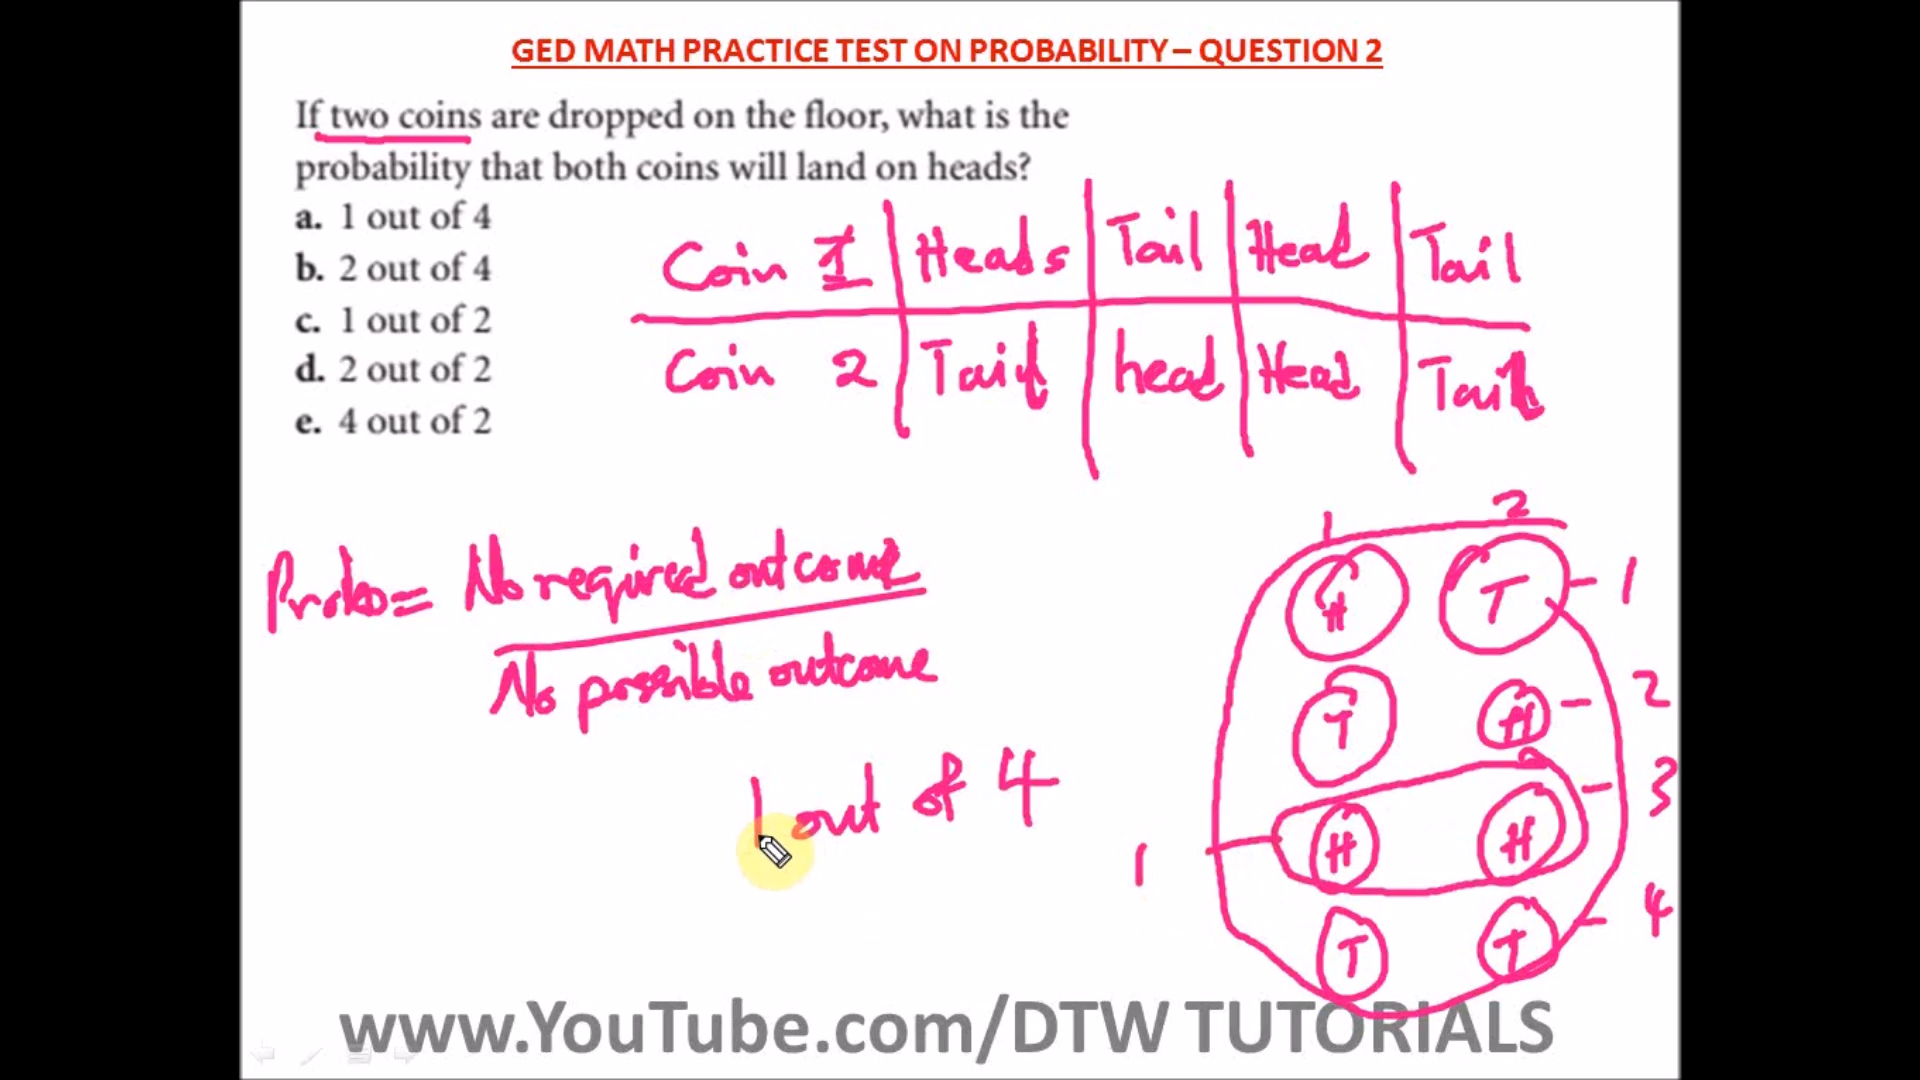 GED MATH PRACTICE TEST ON PROBABILITY – QUESTION 2
If two coins are dropped on the floor, what is the
probability that both coins will land on heads?
a. 1 out of 4
b. 2 out of 4
c. 1 out of 2
d. 2 out of 2
e. 4 out of 2
Coin 1 Heads Tail Head Tail
Coin 2 Tail head Head Tail
Prob= No required outcome
No possible outcome
1 out of 4
1 2
H T - 1
T H - 2
H H - 3
1
T T - 4
www.YouTube.com/DTW TUTORIALS